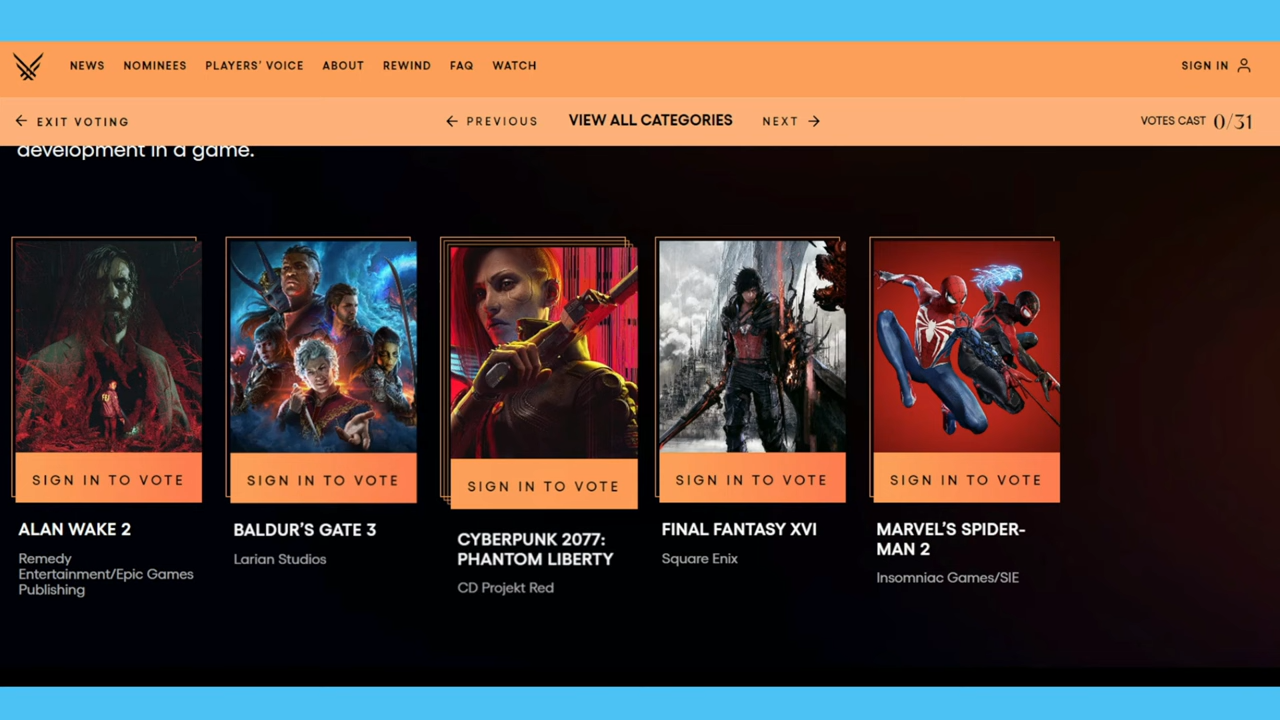 NEWS NOMINEES PLAYERS' VOICE ABOUT REWIND FAQ WATCH SIGN IN
EXIT VOTING PREVIOUS VIEW ALL CATEGORIES NEXT VOTES CAST 0/31
development in a game.
SIGN IN TO VOTE
ALAN WAKE 2
Remedy
Entertainment/Epic Games
Publishing
SIGN IN TO VOTE
BALDUR'S GATE 3
Larian Studios
SIGN IN TO VOTE
CYBERPUNK 2077:
PHANTOM LIBERTY
CD Projekt Red
SIGN IN TO VOTE
FINAL FANTASY XVI
Square Enix
SIGN IN TO VOTE
MARVEL'S SPIDER-
MAN 2
Insomniac Games/SIE